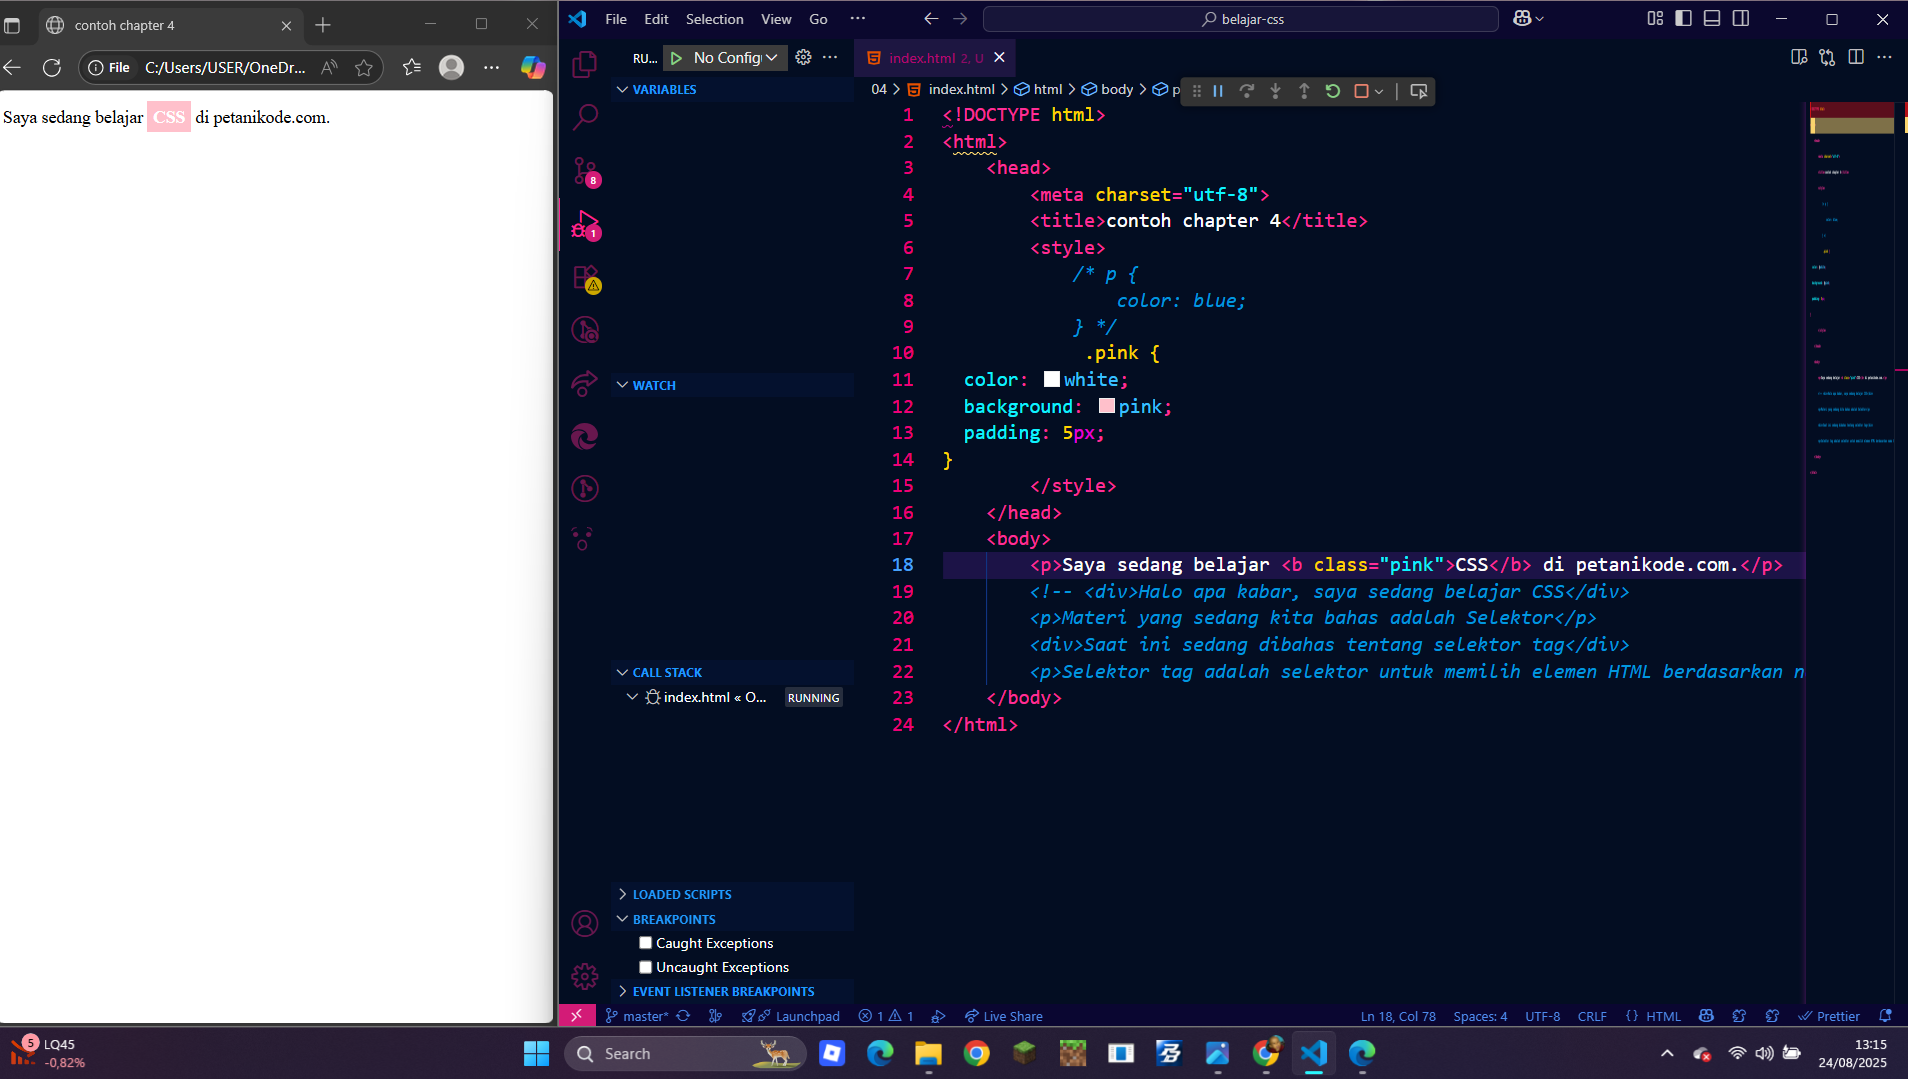 contoh chapter 4
File C:/Users/USER/OneDr...
Saya sedang belajar CSS di petanikode.com.
File Edit Selection View Go ...
belajar-css
RU... No Config
index.html 2, U
VARIABLES
04 > index.html > html > body > p
WATCH
CALL STACK
index.html « O... RUNNING
LOADED SCRIPTS
BREAKPOINTS
Caught Exceptions
Uncaught Exceptions
EVENT LISTENER BREAKPOINTS
8
1
1 <!DOCTYPE html>
2 <html>
3 <head>
4 <meta charset="utf-8">
5 <title>contoh chapter 4</title>
6 <style>
7 /* p {
8 color: blue;
9 } */
10 .pink {
11 color: white;
12 background: pink;
13 padding: 5px;
14 }
15 </style>
16 </head>
17 <body>
18 <p>Saya sedang belajar <b class="pink">CSS</b> di petanikode.com.</p>
19 <!-- <div>Halo apa kabar, saya sedang belajar CSS</div>
20 <p>Materi yang sedang kita bahas adalah Selektor</p>
21 <div>Saat ini sedang dibahas tentang selektor tag</div>
22 <p>Selektor tag adalah selektor untuk memilih elemen HTML berdasarkan n
23 </body>
24 </html>
master* Launchpad 1 1 Live Share Ln 18, Col 78 Spaces: 4 UTF-8 CRLF {} HTML Prettier
5 LQ45
-0,82%
Search
13:15
24/08/2025